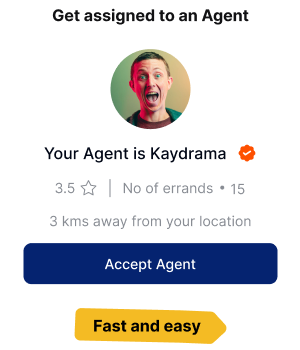 Get assigned to an Agent
Your Agent is Kaydrama
3.5 | No of errands • 15
3 kms away from your location
Accept Agent
Fast and easy